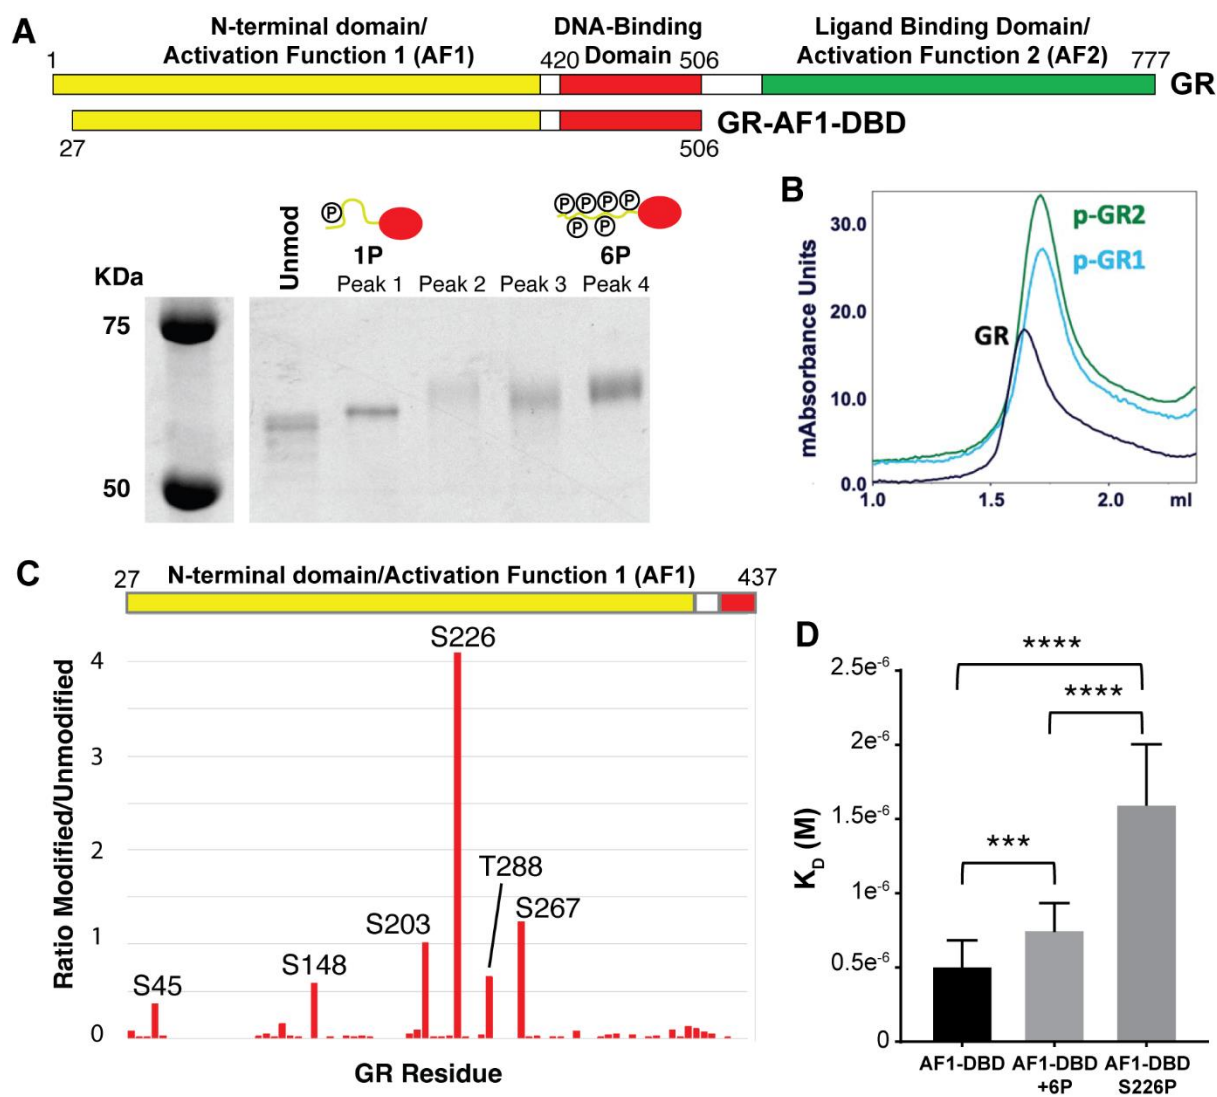 A
N-terminal domain/
Activation Function 1 (AF1)
DNA-Binding
Domain
Ligand Binding Domain/
Activation Function 2 (AF2)
1
420
506
777
GR
GR-AF1-DBD
27
506
KDa
75
50
Unmod
P
1P
P P P P
P P
6P
Peak 1 Peak 2 Peak 3 Peak 4
B
mAbsorbance Units
30.0
20.0
10.0
0.0
1.0 1.5 2.0 ml
p-GR2
p-GR1
GR
C
27 N-terminal domain/Activation Function 1 (AF1) 437
Ratio Modified/Unmodified
4
3
2
1
0
S45
S148
S203
S226
T288
S267
GR Residue
D
K_D (M)
2.5e⁻⁶
2e⁻⁶
1.5e⁻⁶
1e⁻⁶
0.5e⁻⁶
0
****
****
***
AF1-DBD
AF1-DBD
+6P
AF1-DBD
S226P